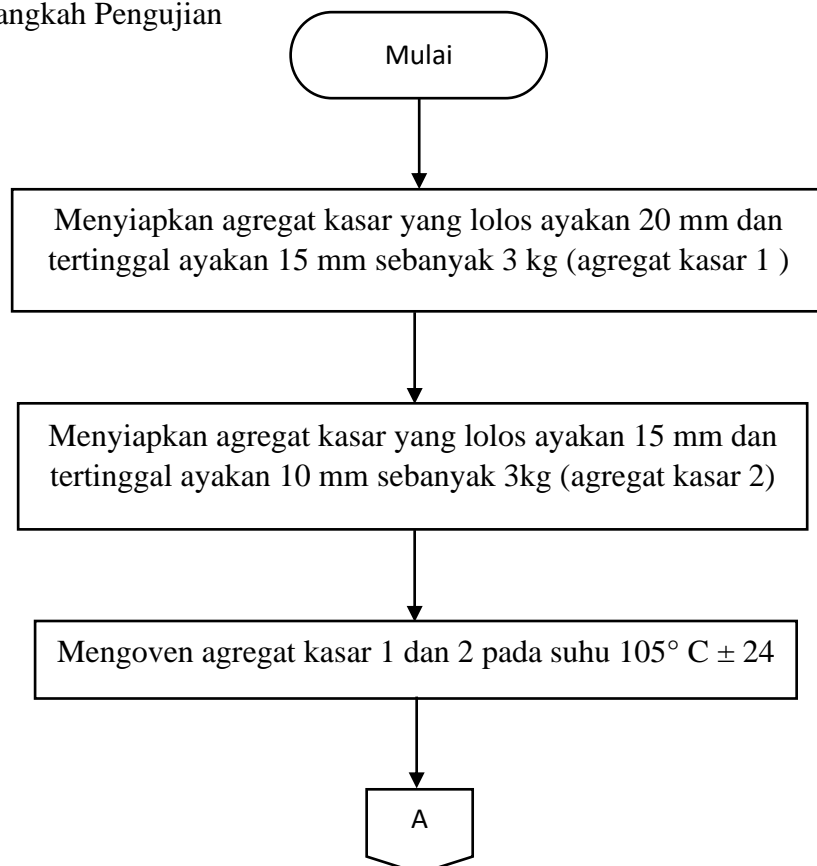 angkah Pengujian
Mulai
Menyiapkan agregat kasar yang lolos ayakan 20 mm dan
tertinggal ayakan 15 mm sebanyak 3 kg (agregat kasar 1 )
Menyiapkan agregat kasar yang lolos ayakan 15 mm dan
tertinggal ayakan 10 mm sebanyak 3kg (agregat kasar 2)
Mengoven agregat kasar 1 dan 2 pada suhu 105° C ± 24
A